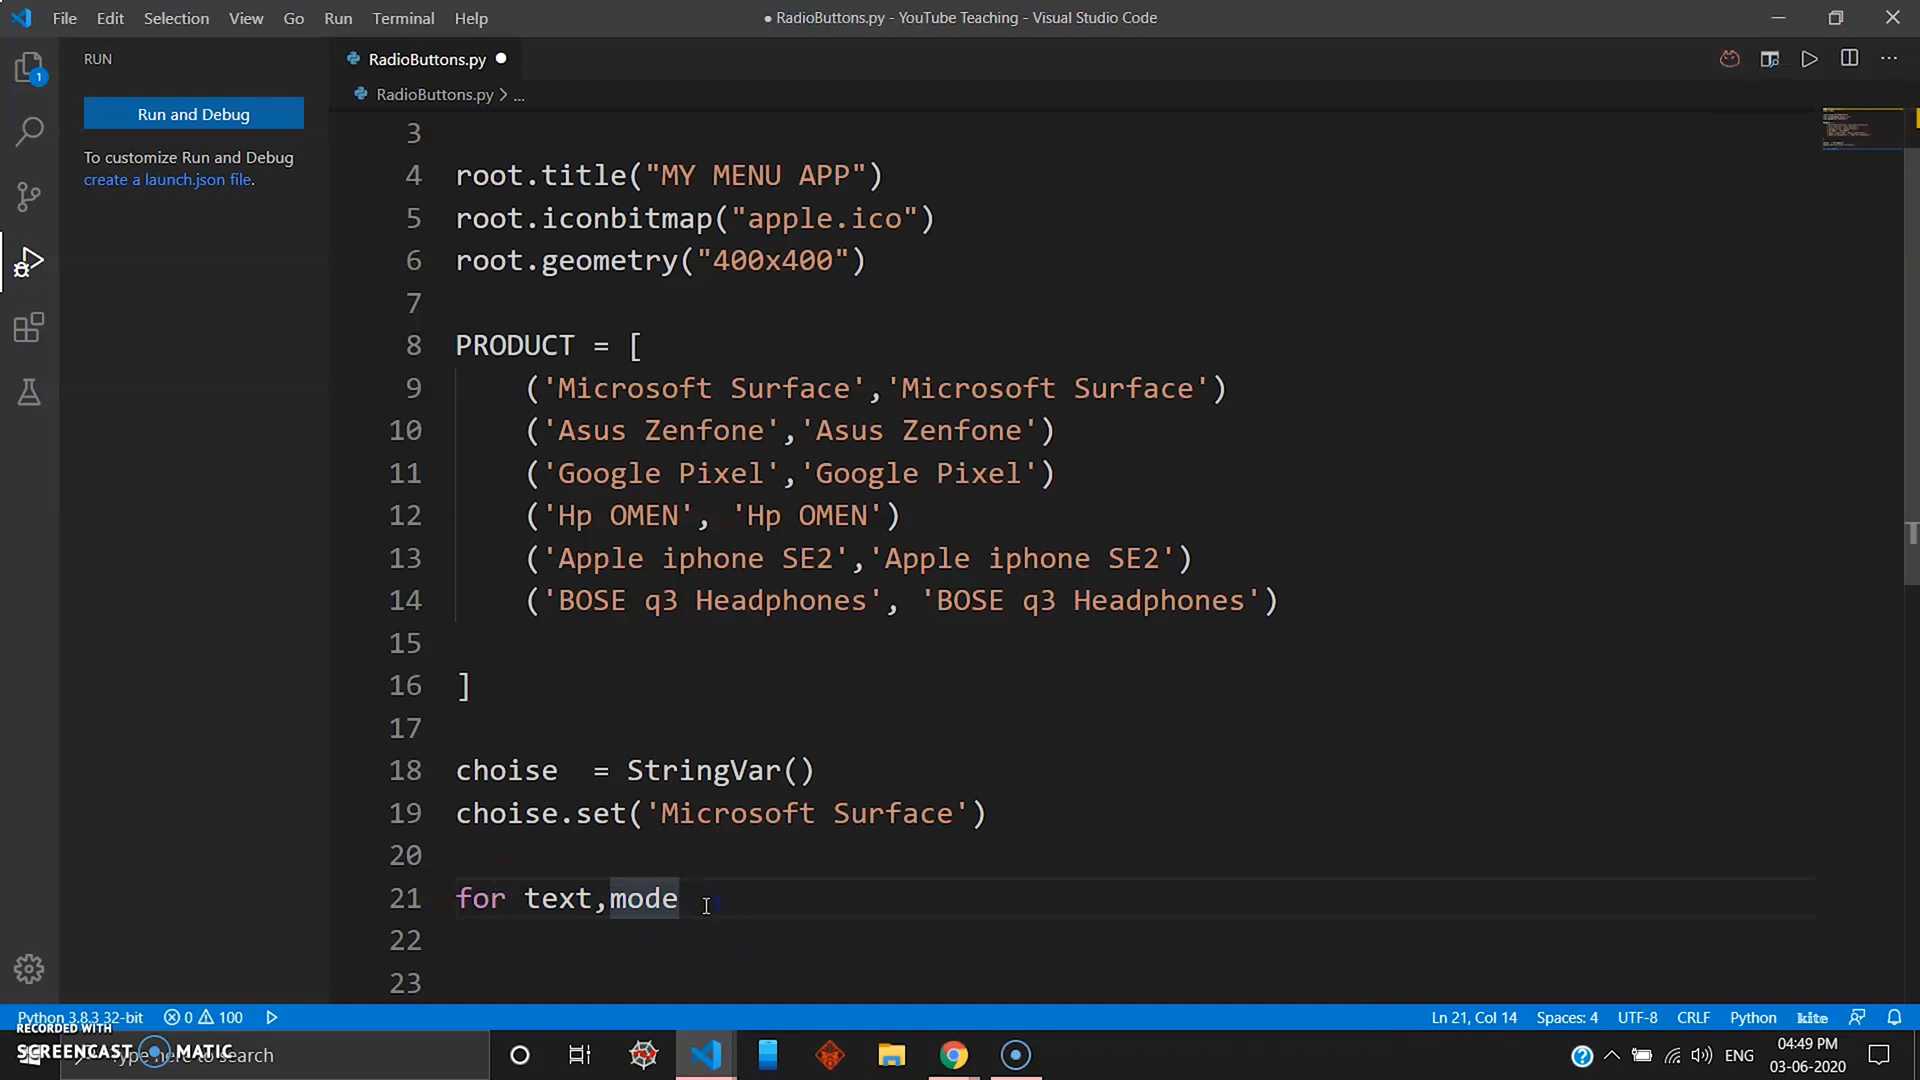 File Edit Selection View Go Run Terminal Help
● RadioButtons.py - YouTube Teaching - Visual Studio Code
RUN
RadioButtons.py
RadioButtons.py > ...
1
Run and Debug
To customize Run and Debug
create a launch.json file.
3
4 root.title("MY MENU APP")
5 root.iconbitmap("apple.ico")
6 root.geometry("400x400")
7
8 PRODUCT = [
9 ('Microsoft Surface','Microsoft Surface')
10 ('Asus Zenfone','Asus Zenfone')
11 ('Google Pixel','Google Pixel')
12 ('Hp OMEN', 'Hp OMEN')
13 ('Apple iphone SE2','Apple iphone SE2')
14 ('BOSE q3 Headphones', 'BOSE q3 Headphones')
15
16 ]
17
18 choise  = StringVar()
19 choise.set('Microsoft Surface')
20
21 for text,mode
22
23
Python 3.8.3 32-bit 0 100
Ln 21, Col 14 Spaces: 4 UTF-8 CRLF Python kite
RECORDED WITH
SCREENCAST MATIC
Type here to search
ENG
04:49 PM
03-06-2020